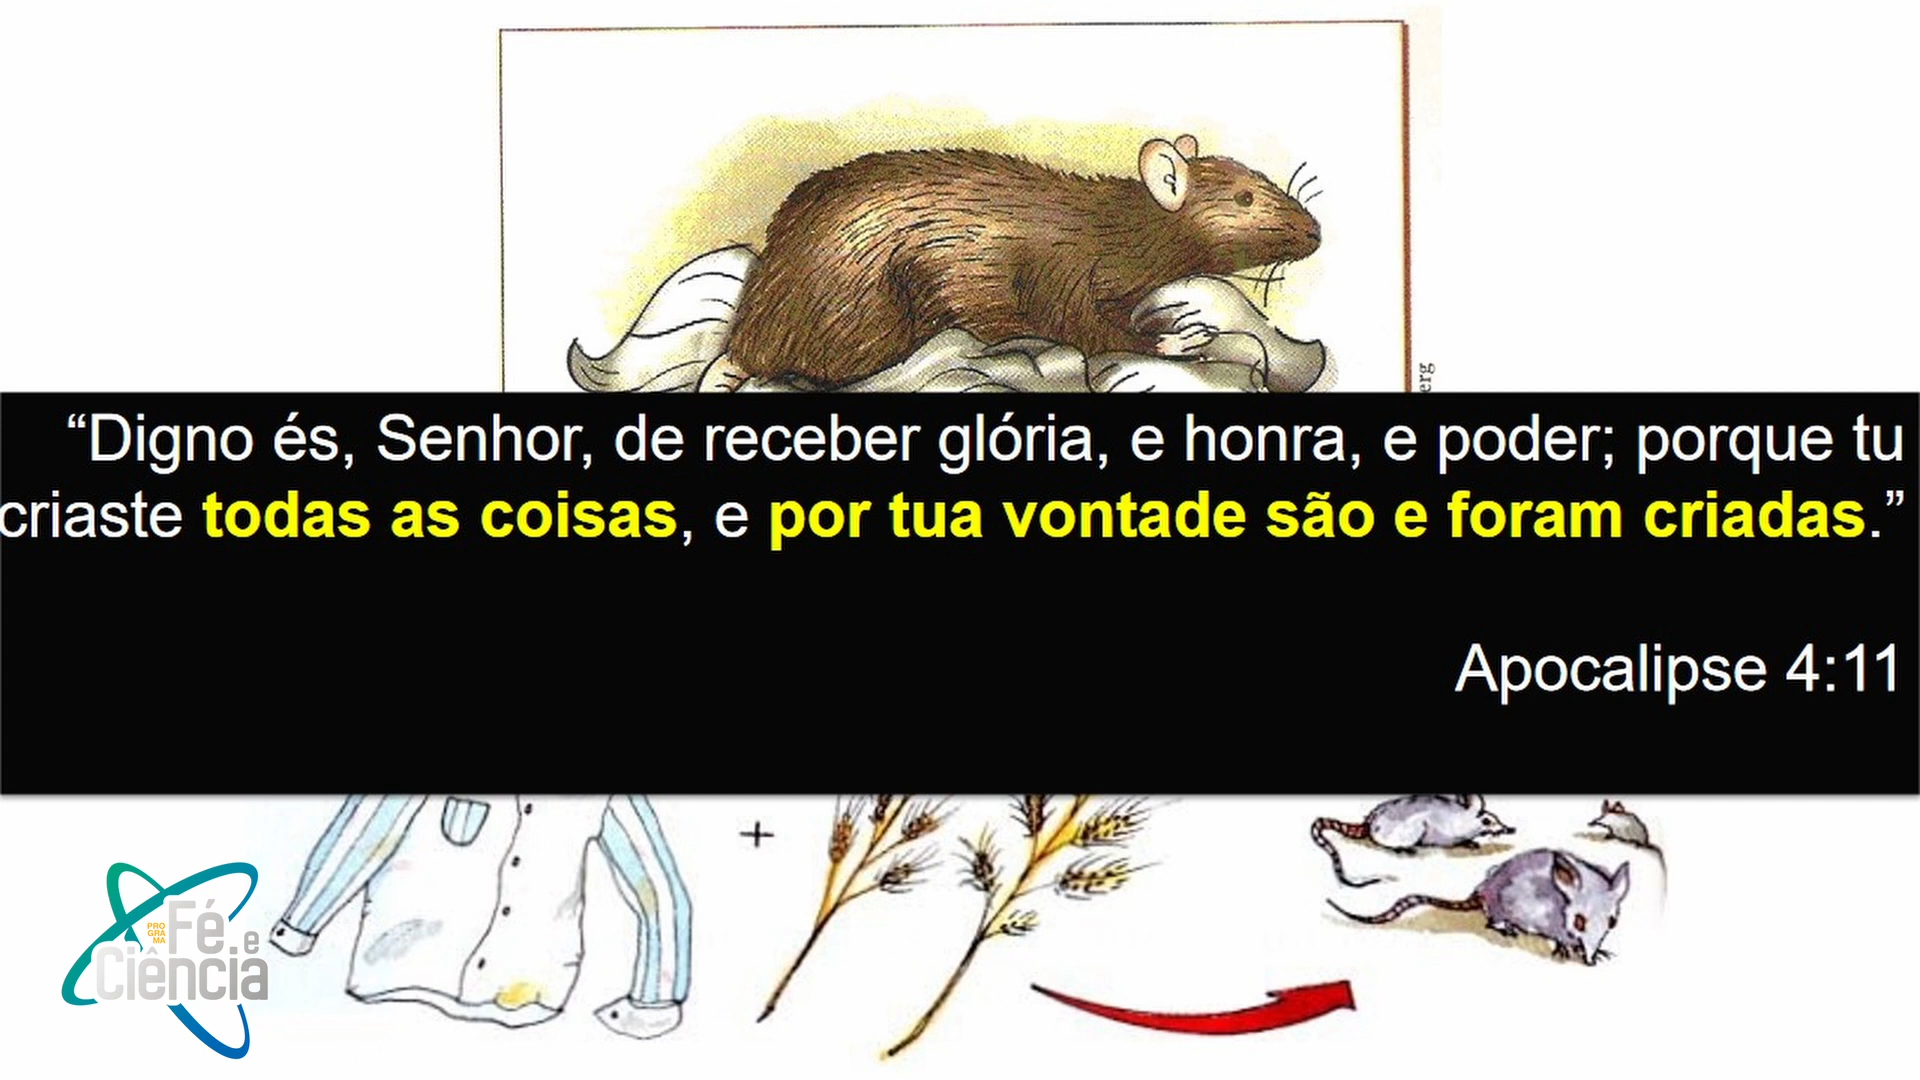 “Digno és, Senhor, de receber glória, e honra, e poder; porque tu
criaste todas as coisas, e por tua vontade são e foram criadas.”
Apocalipse 4:11
erg
+
PRO
GRA
MA
Fé e
Ciência